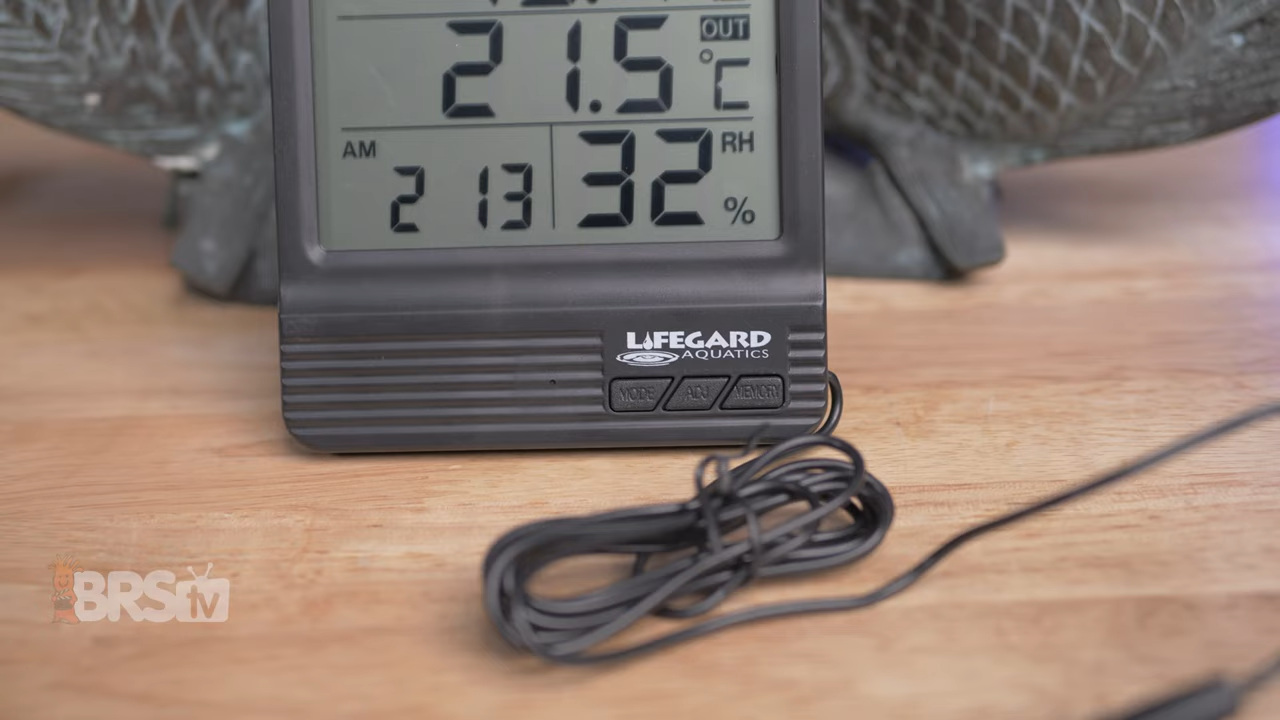 OUT
21.5 °C
AM
2 13
32 RH
%
LIFEGARD
AQUATICS
MODE ADJ MEMORY
BRStv